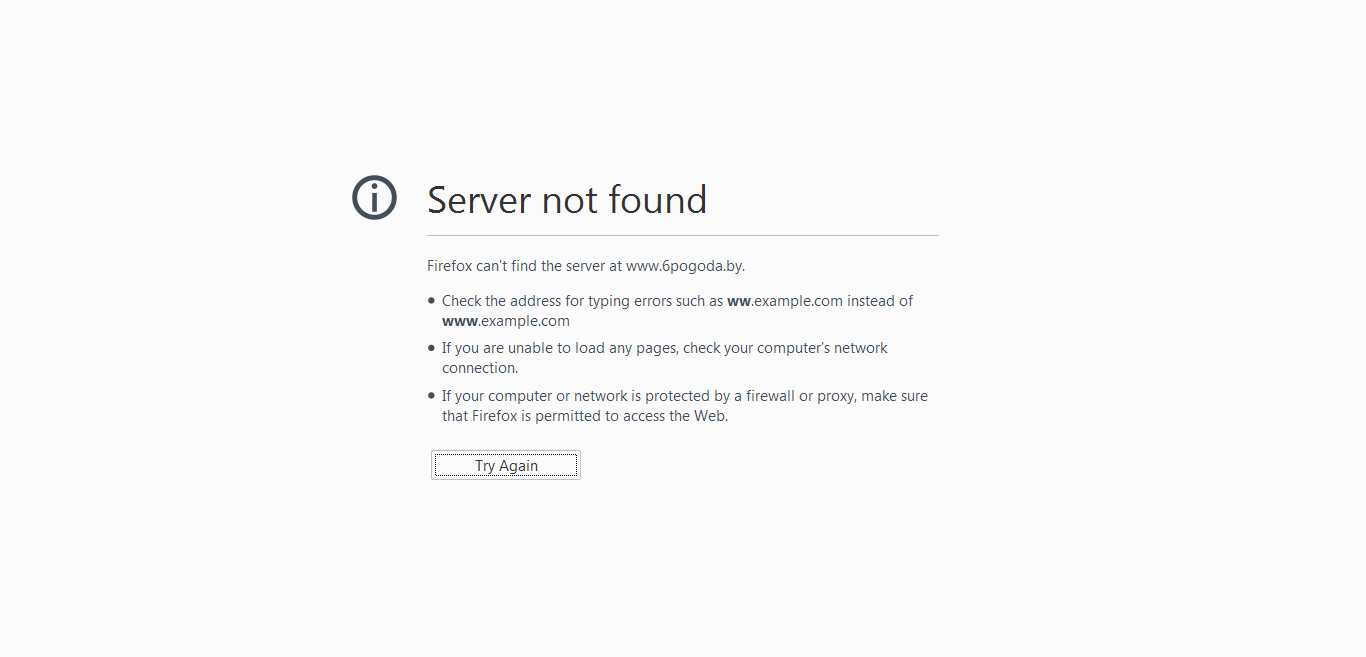 Server not found
Firefox can't find the server at www.6pogoda.by.
• Check the address for typing errors such as ww.example.com instead of
www.example.com
• If you are unable to load any pages, check your computer's network
connection.
• If your computer or network is protected by a firewall or proxy, make sure
that Firefox is permitted to access the Web.
Try Again